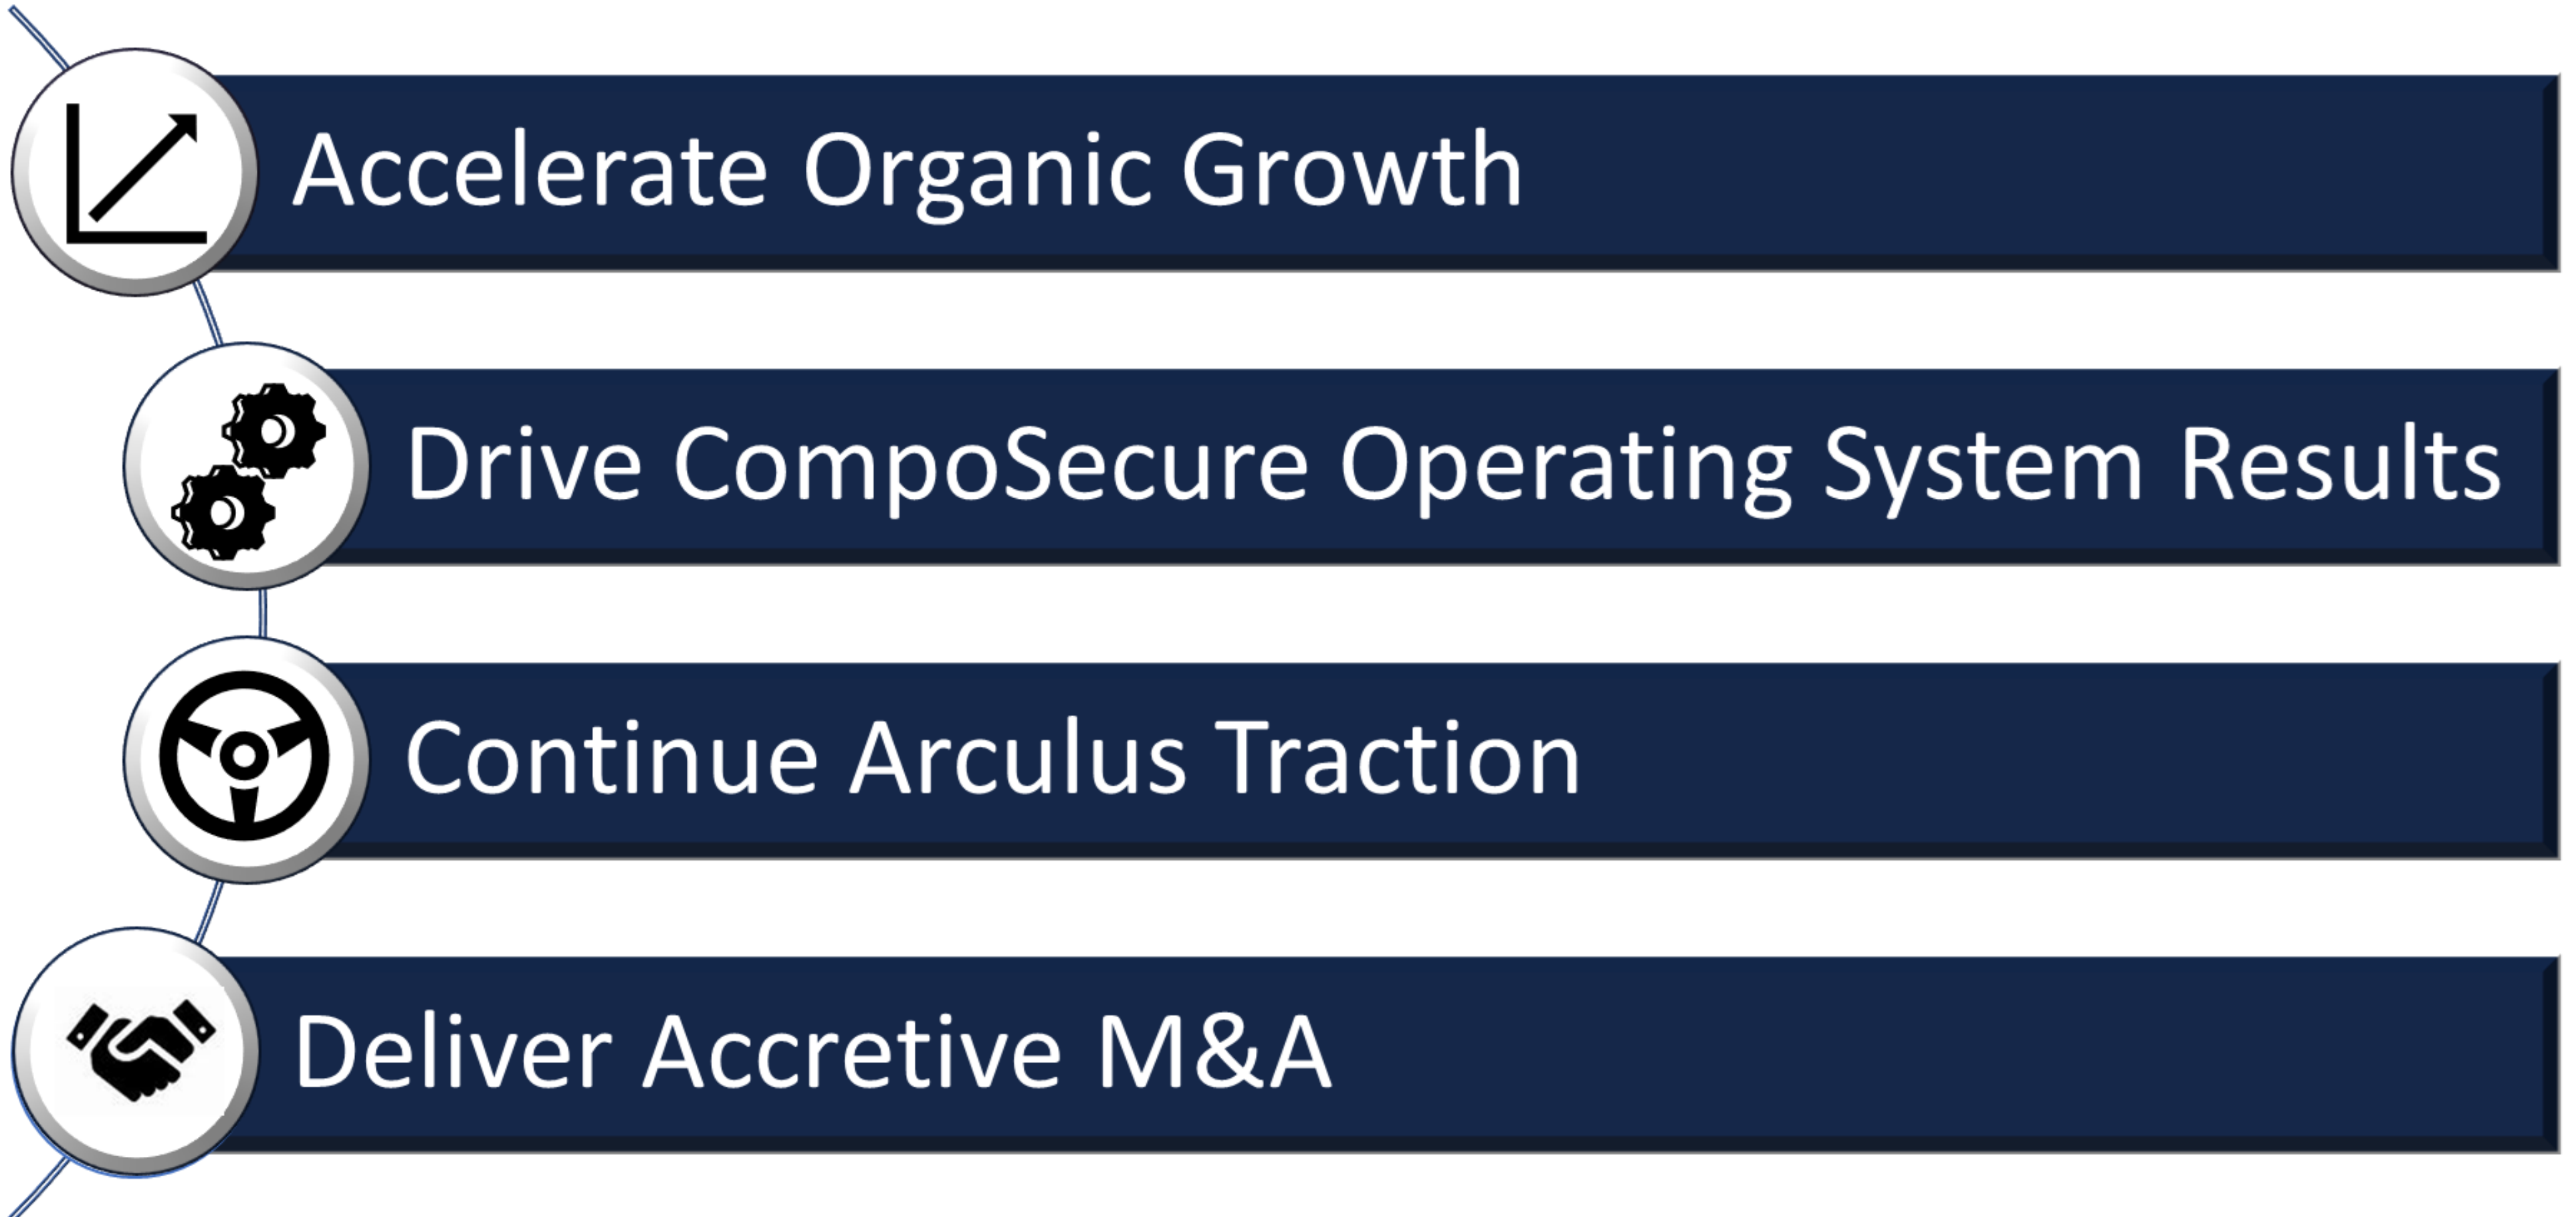 Accelerate Organic Growth
Drive CompoSecure Operating System Results
Continue Arculus Traction
Deliver Accretive M&A